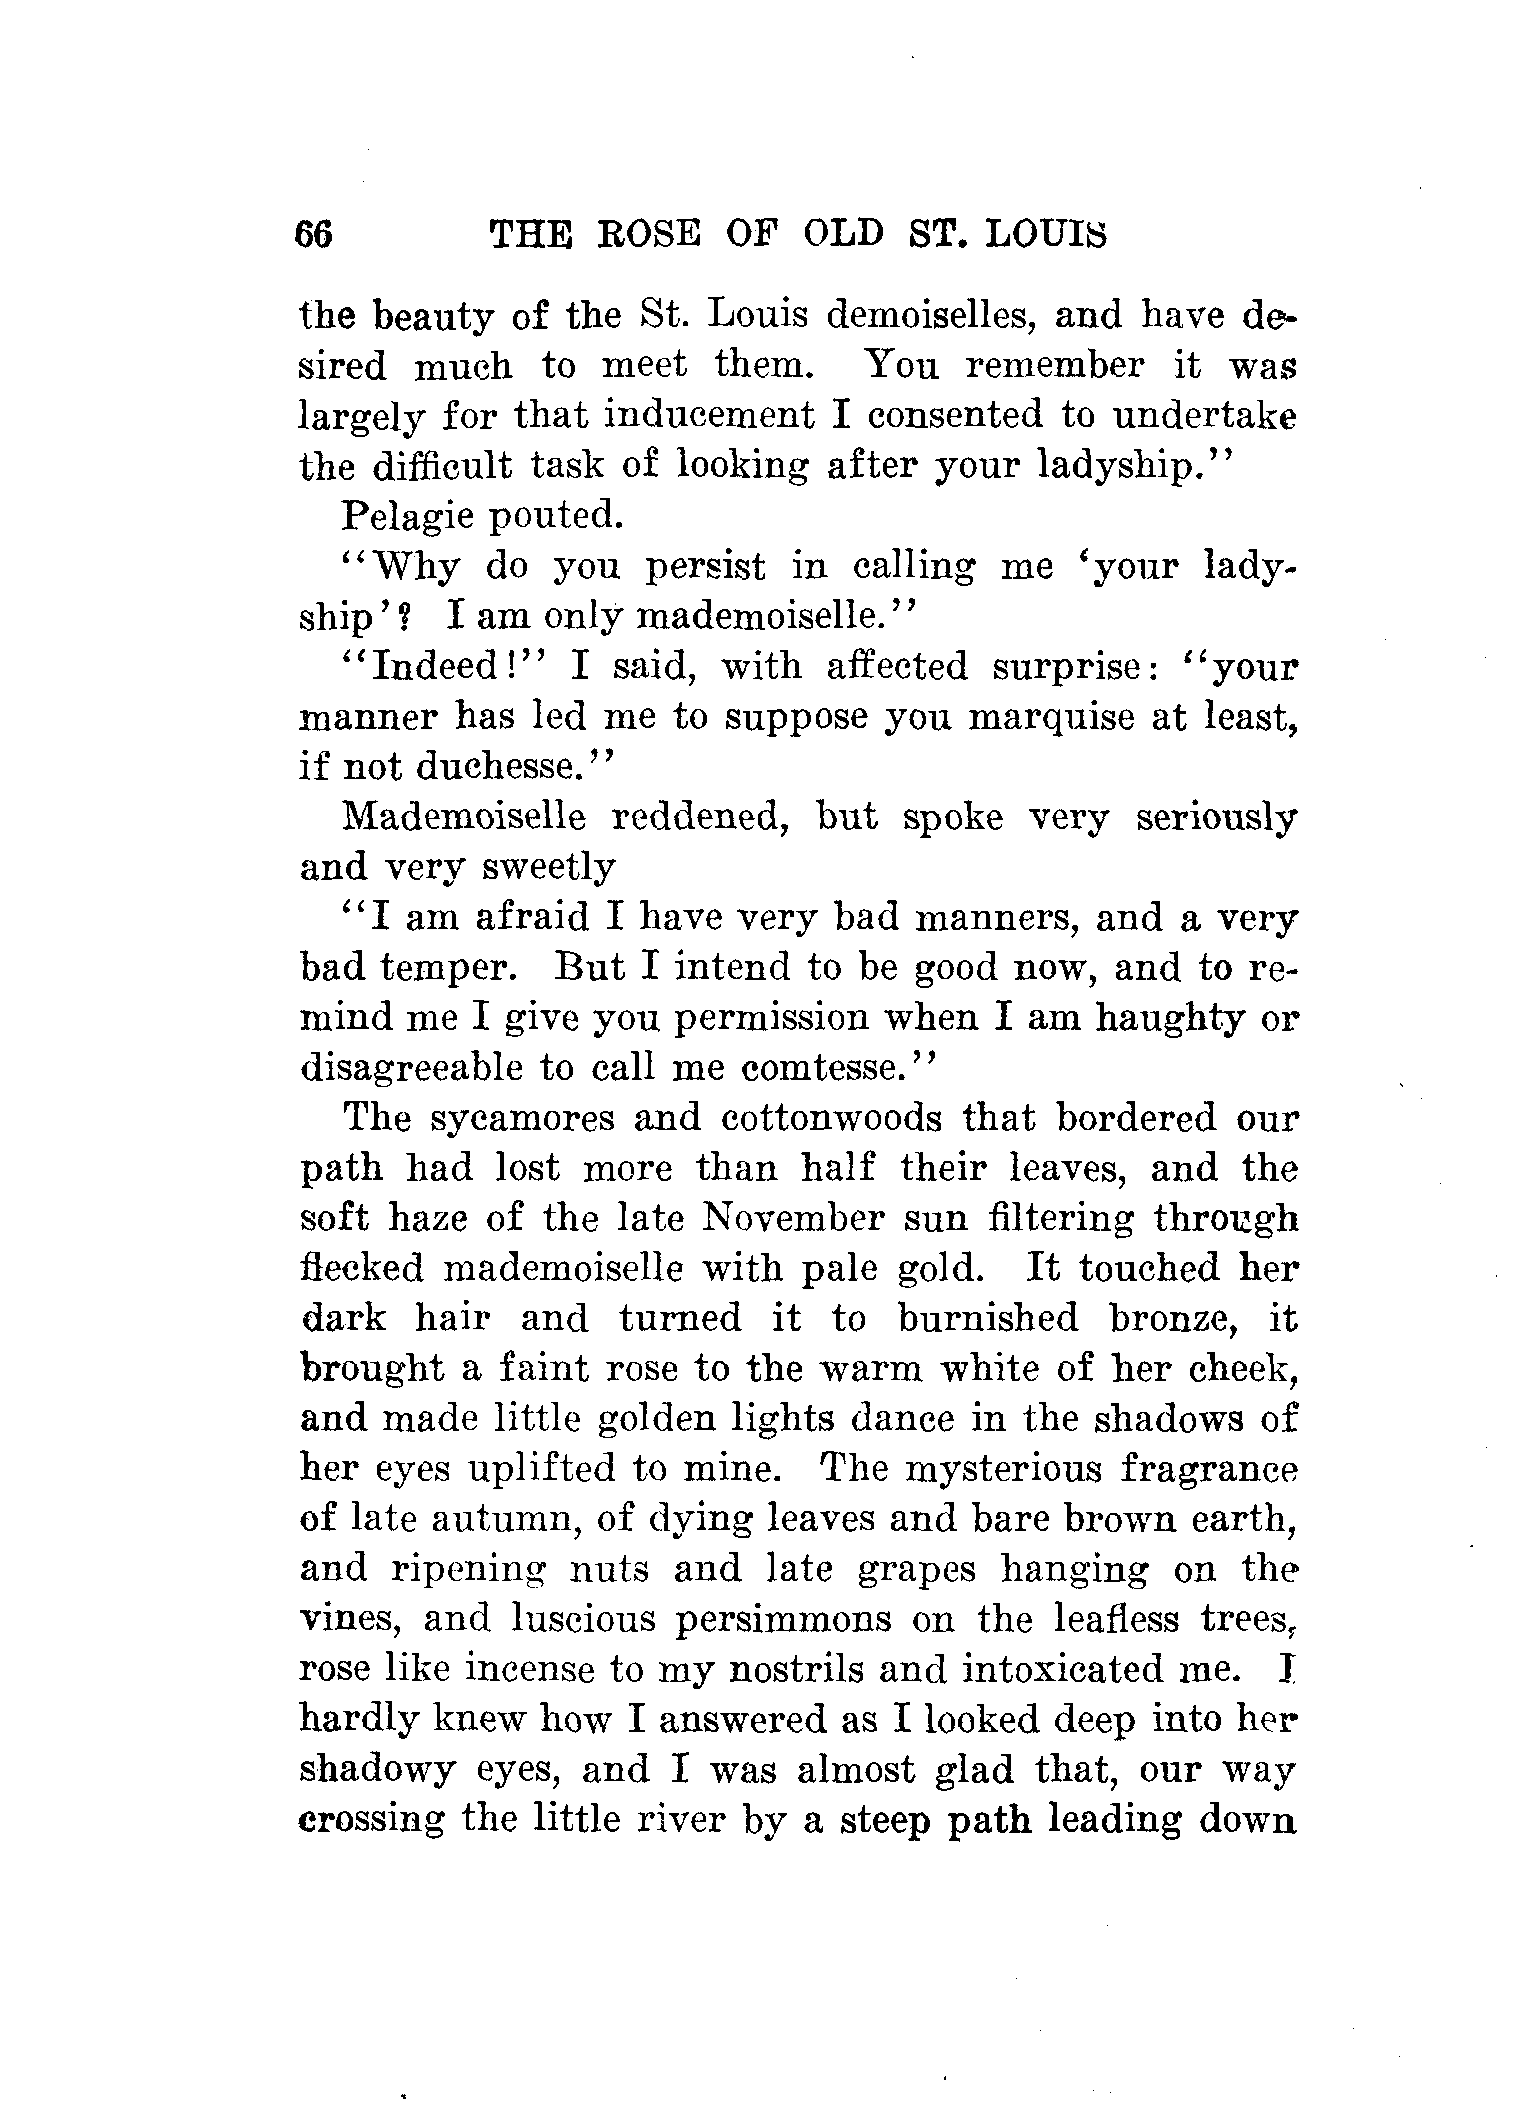 66 THE ROSE OF OLD ST. LOUIS
the beauty of the St. Louis demoiselles, and have de-
sired much to meet them. You remember it was
largely for that inducement I consented to undertake
the difficult task of looking after your ladyship."
Pelagie pouted.
"Why do you persist in calling me 'your lady-
ship'? I am only mademoiselle."
"Indeed!" I said, with affected surprise: "your
manner has led me to suppose you marquise at least,
if not duchesse."
Mademoiselle reddened, but spoke very seriously
and very sweetly
"I am afraid I have very bad manners, and a very
bad temper. But I intend to be good now, and to re-
mind me I give you permission when I am haughty or
disagreeable to call me comtesse."
The sycamores and cottonwoods that bordered our
path had lost more than half their leaves, and the
soft haze of the late November sun filtering through
flecked mademoiselle with pale gold. It touched her
dark hair and turned it to burnished bronze, it
brought a faint rose to the warm white of her cheek,
and made little golden lights dance in the shadows of
her eyes uplifted to mine. The mysterious fragrance
of late autumn, of dying leaves and bare brown earth,
and ripening nuts and late grapes hanging on the
vines, and luscious persimmons on the leafless trees,
rose like incense to my nostrils and intoxicated me. I
hardly knew how I answered as I looked deep into her
shadowy eyes, and I was almost glad that, our way
crossing the little river by a steep path leading down